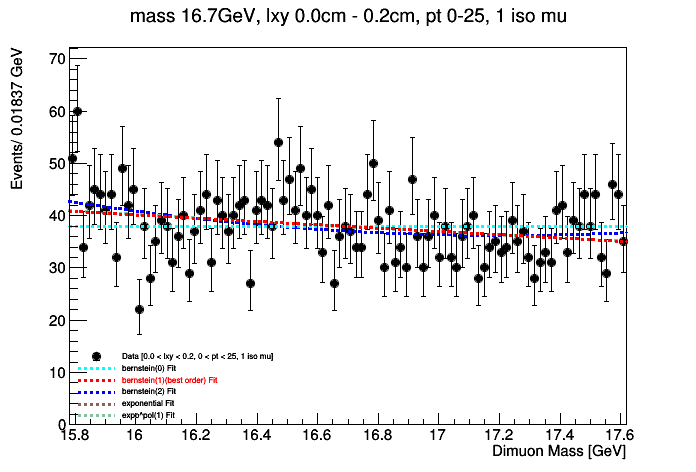 mass 16.7GeV, lxy 0.0cm - 0.2cm, pt 0-25, 1 iso mu
Events/ 0.01837 GeV
70
60
50
40
30
20
10
0
Data [0.0 < lxy < 0.2, 0 < pt < 25, 1 iso mu]
bernstein(0) Fit
bernstein(1)(best order) Fit
bernstein(2) Fit
exponential Fit
expp^pol(1) Fit
15.8 16 16.2 16.4 16.6 16.8 17 17.2 17.4 17.6
Dimuon Mass [GeV]